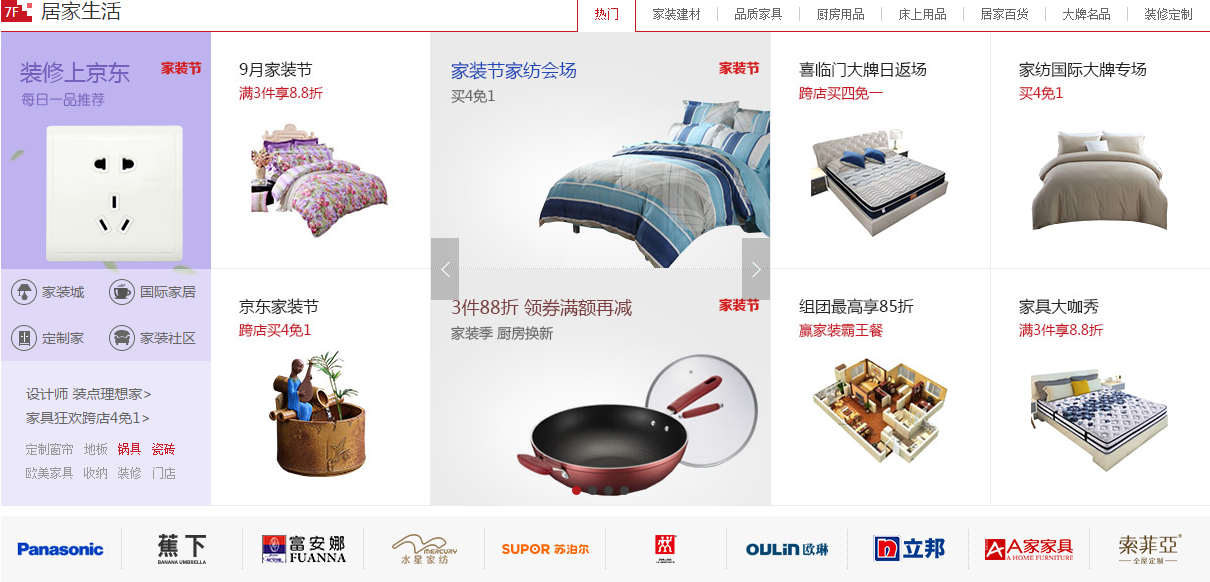 7F 居家生活
热门 家装建材 品质家具 厨房用品 床上用品 居家百货 大牌名品 装修定制
装修上京东 家装节
每日一品推荐
家装城 国际家居
定制家 家装社区
设计师 装点理想家>
家具狂欢跨店4免1>
定制窗帘 地板 锅具 瓷砖
欧美家具 收纳 装修 门店
9月家装节
满3件享8.8折
京东家装节
跨店买4免1
家装节家纺会场 家装节
买4免1
3件88折 领券满额再减 家装节
家装季 厨房换新
喜临门大牌日返场
跨店买四免一
组团最高享85折
赢家装霸王餐
家纺国际大牌专场
买4免1
家具大咖秀
满3件享8.8折
Panasonic
蕉下
BANANA UMBRELLA
富安娜
FUANNA
MERCURY
水星家纺
SUPOR 苏泊尔
OULIN 欧琳
立邦
A家家具
A HOME FURNITURE
索菲亞
全屋定制